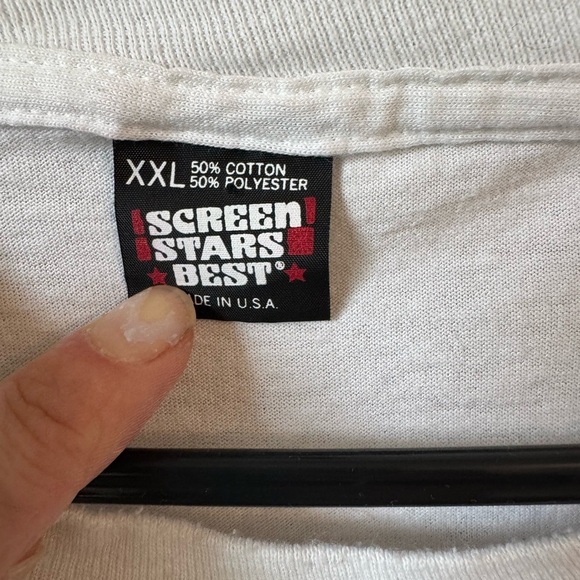 XXL 50% COTTON
50% POLYESTER
SCREEN
STARS
BEST®
DE IN U.S.A.